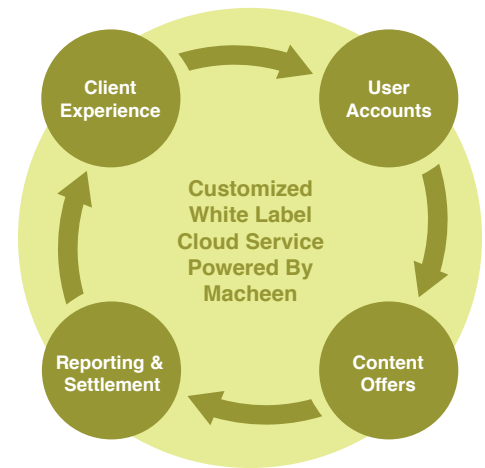 Client
Experience
User
Accounts
Customized
White Label
Cloud Service
Powered By
Macheen
Reporting &
Settlement
Content
Offers